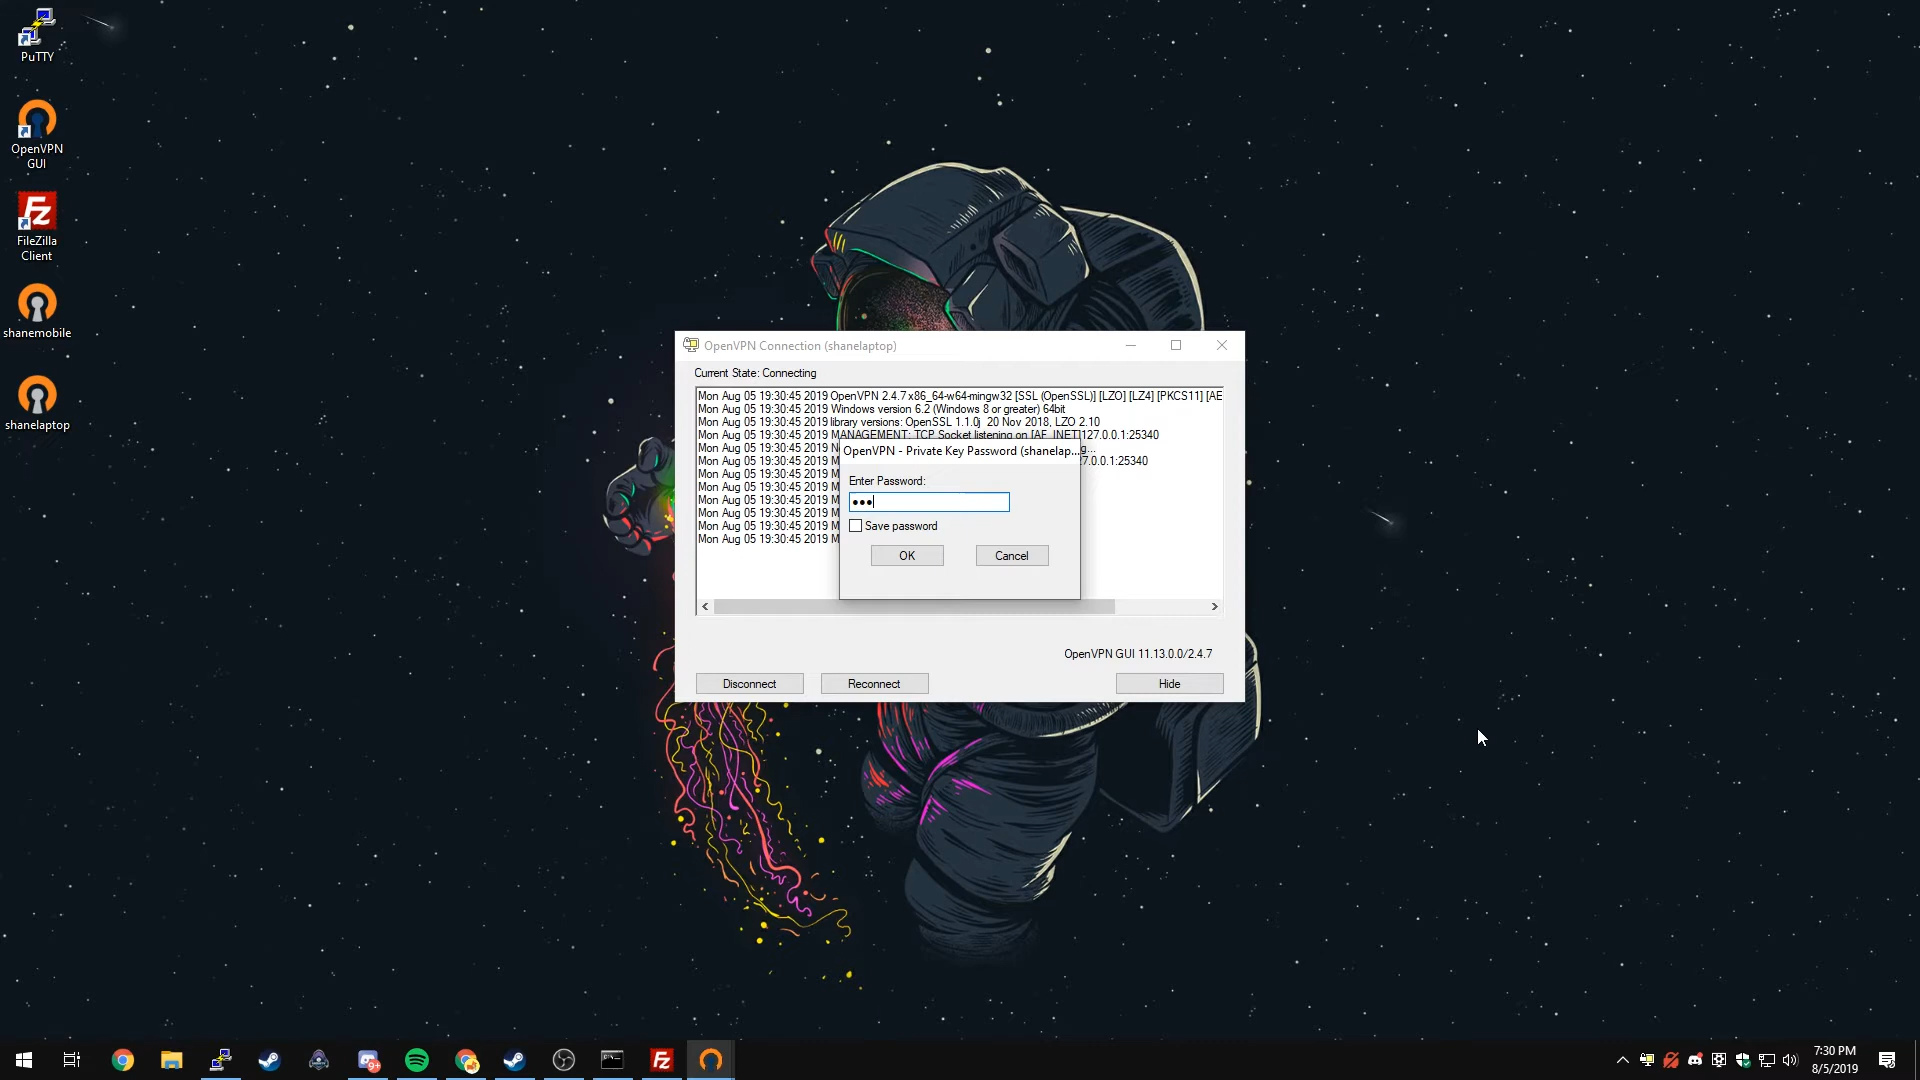 PuTTY
OpenVPN
GUI
FileZilla
Client
shanemobile
shanelaptop
OpenVPN Connection (shanelaptop)
Current State: Connecting
Mon Aug 05 19:30:45 2019 OpenVPN 2.4.7 x86_64-w64-mingw32 [SSL (OpenSSL)] [LZO] [LZ4] [PKCS11] [AE
Mon Aug 05 19:30:45 2019 Windows version 6.2 (Windows 8 or greater) 64bit
Mon Aug 05 19:30:45 2019 library versions: OpenSSL 1.1.0j  20 Nov 2018, LZO 2.10
Mon Aug 05 19:30:45 2019 MANAGEMENT: TCP Socket listening on [AF_INET]127.0.0.1:25340
Mon Aug 05 19:30:45 2019 N g...
Mon Aug 05 19:30:45 2019 M 27.0.0.1:25340
Mon Aug 05 19:30:45 2019 M
Mon Aug 05 19:30:45 2019 M
Mon Aug 05 19:30:45 2019 M
Mon Aug 05 19:30:45 2019 M
Mon Aug 05 19:30:45 2019 M
Mon Aug 05 19:30:45 2019 M
OpenVPN - Private Key Password (shanelap...
Enter Password:
•••
Save password
OK Cancel
OpenVPN GUI 11.13.0.0/2.4.7
Disconnect Reconnect Hide
9+
7:30 PM
8/5/2019